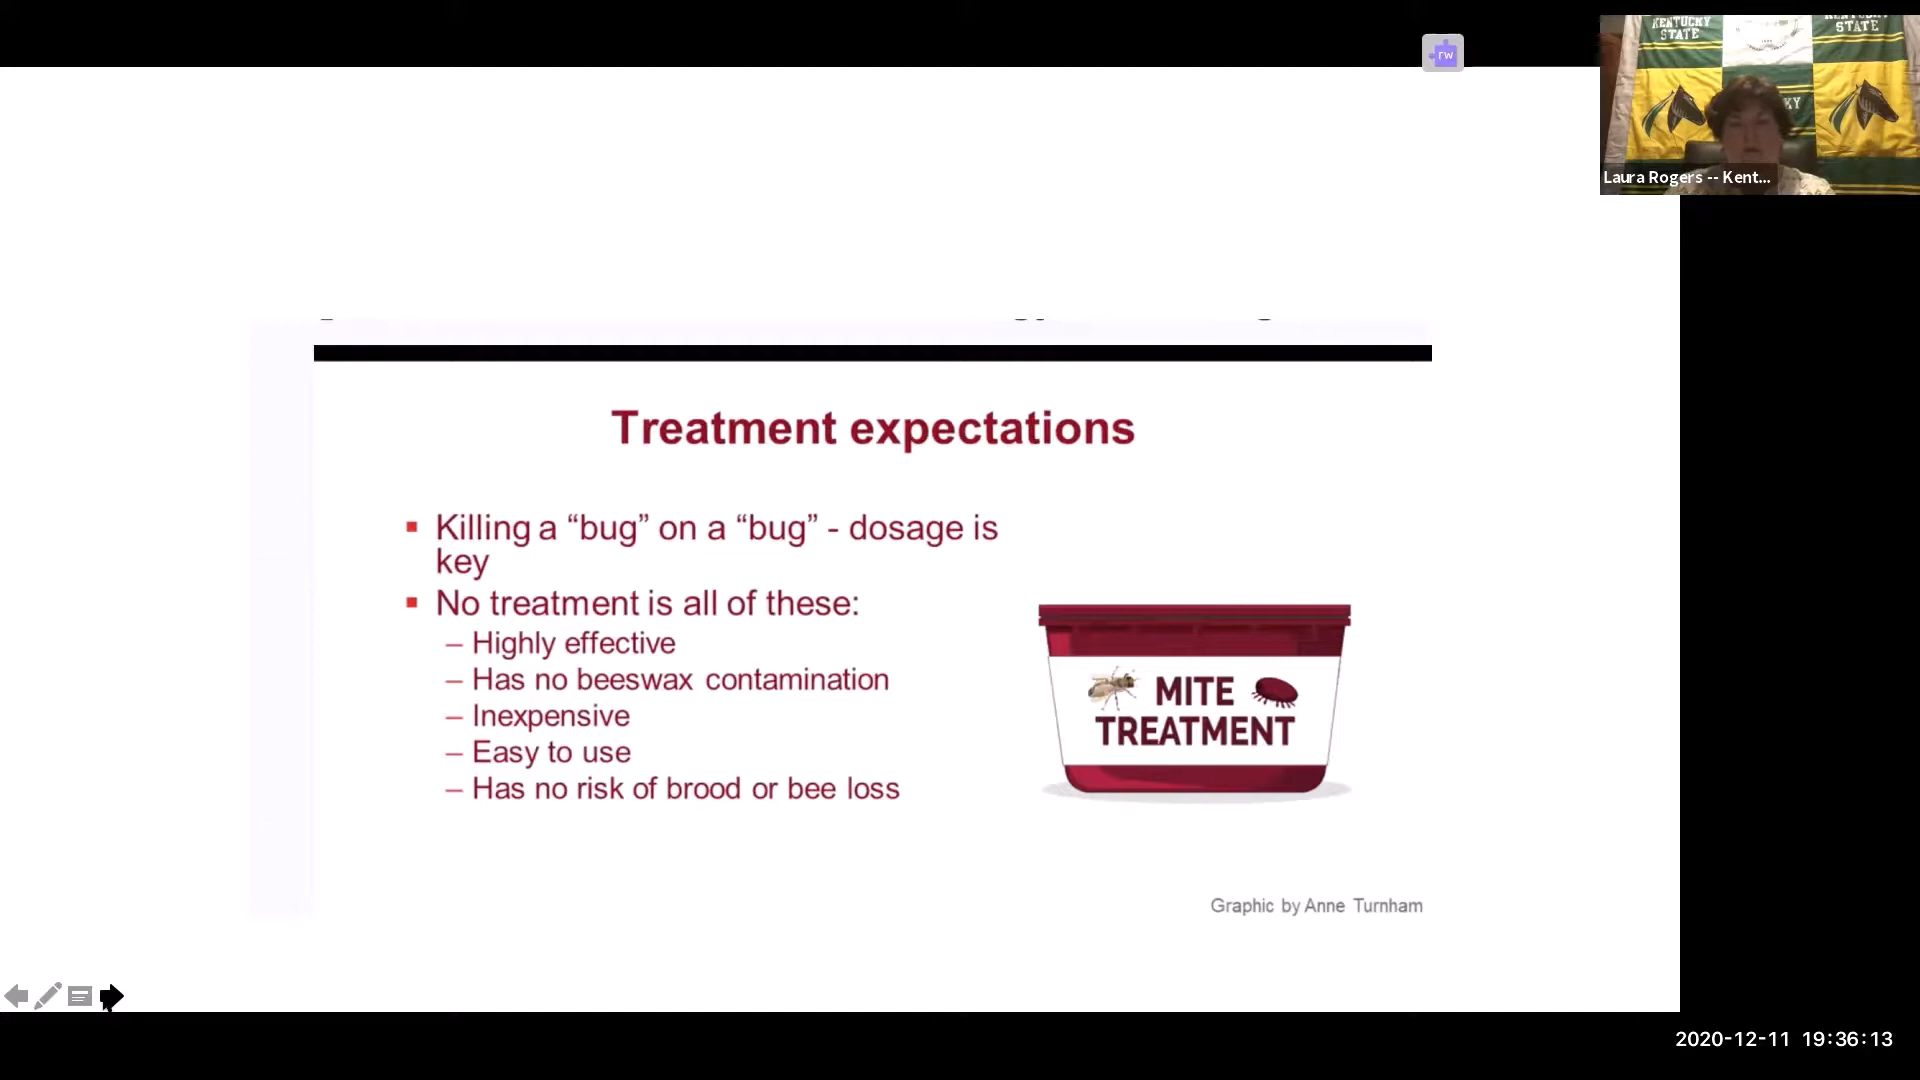 rw
KENTUCKY
STATE
STATE
KY
Laura Rogers -- Kent...
Treatment expectations
Killing a “bug” on a “bug” - dosage is
key
No treatment is all of these:
– Highly effective
– Has no beeswax contamination
– Inexpensive
– Easy to use
– Has no risk of brood or bee loss
MITE
TREATMENT
Graphic by Anne Turnham
2020-12-11 19:36:13